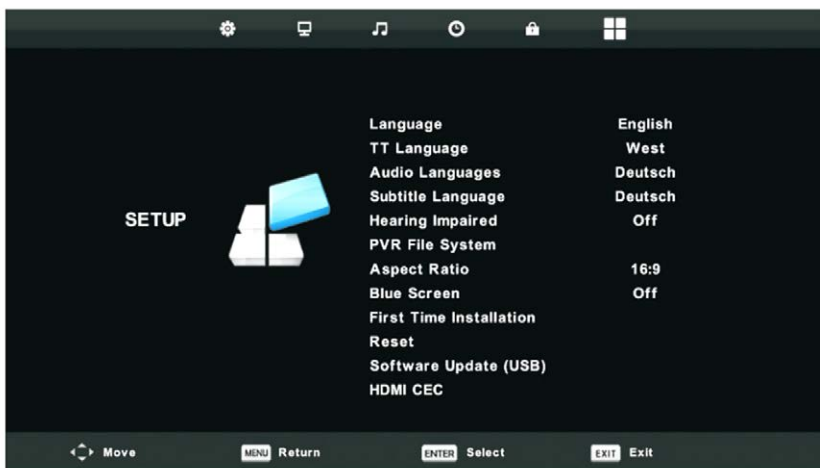 Language English
TT Language West
Audio Languages Deutsch
Subtitle Language Deutsch
SETUP Hearing Impaired Off
PVR File System
Aspect Ratio 16:9
Blue Screen Off
First Time Installation
Reset
Software Update (USB)
HDMI CEC
Move MENU Return ENTER Select EXIT Exit